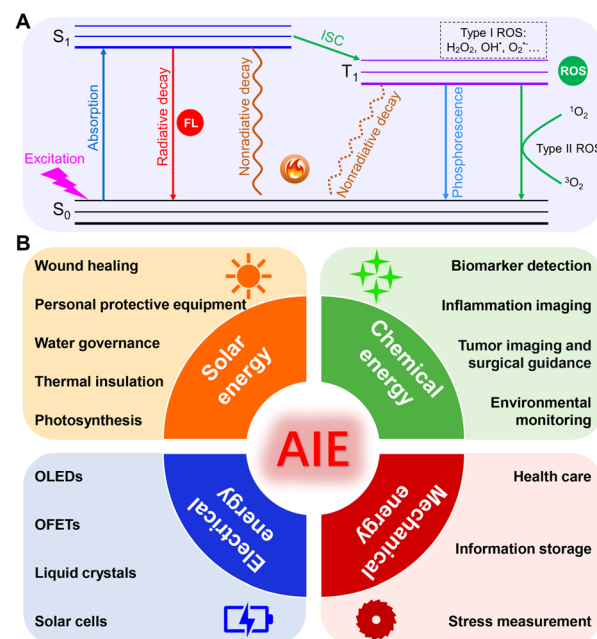 A
S1
ISC
Type I ROS:
H2O2, OH•, O2•-…
T1
ROS
Absorption
Radiative decay
FL
Nonradiative decay
Nonradiative decay
Phosphorescence
¹O2
Type II ROS
³O2
Excitation
S0
B
Wound healing
Personal protective equipment
Water governance
Thermal insulation
Photosynthesis
Solar
energy
Biomarker detection
Inflammation imaging
Tumor imaging and
surgical guidance
Environmental
monitoring
Chemical
energy
AIE
OLEDs
OFETs
Liquid crystals
Solar cells
Electrical
energy
Health care
Information storage
Stress measurement
Mechanical
energy